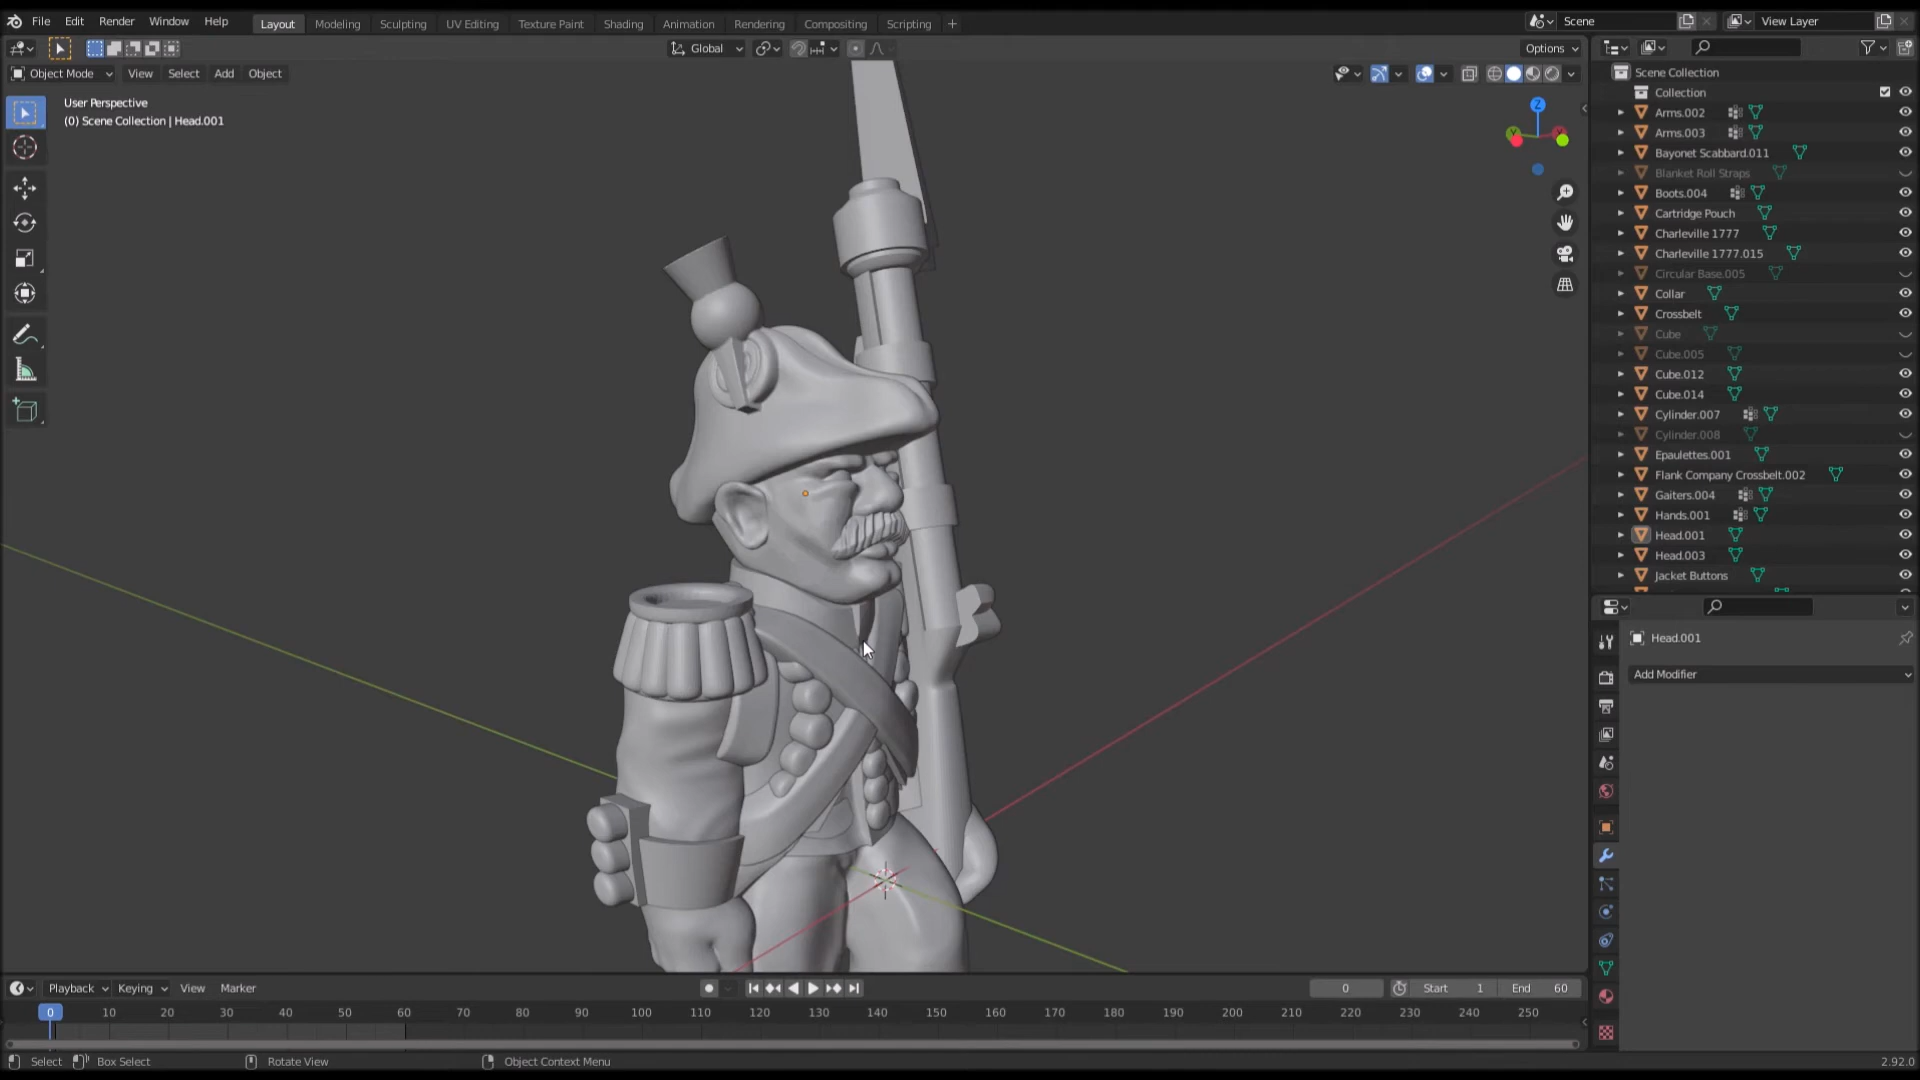 File Edit Render Window Help Layout Modeling Sculpting UV Editing Texture Paint Shading Animation Rendering Compositing Scripting + Scene View Layer
Global Options
Object Mode View Select Add Object
User Perspective
(0) Scene Collection | Head.001
Z
Scene Collection
Collection
Arms.002
Arms.003
Bayonet Scabbard.011
Blanket Roll Straps
Boots.004
Cartridge Pouch
Charleville 1777
Charleville 1777.015
Circular Base.005
Collar
Crossbelt
Cube
Cube.005
Cube.012
Cube.014
Cylinder.007
Cylinder.008
Epaulettes.001
Flank Company Crossbelt.002
Gaiters.004
Hands.001
Head.001
Head.003
Jacket Buttons
Head.001
Add Modifier
Playback Keying View Marker 0 Start 1 End 60
0 10 20 30 40 50 60 70 80 90 100 110 120 130 140 150 160 170 180 190 200 210 220 230 240 250
Select Box Select Rotate View Object Context Menu 2.92.0